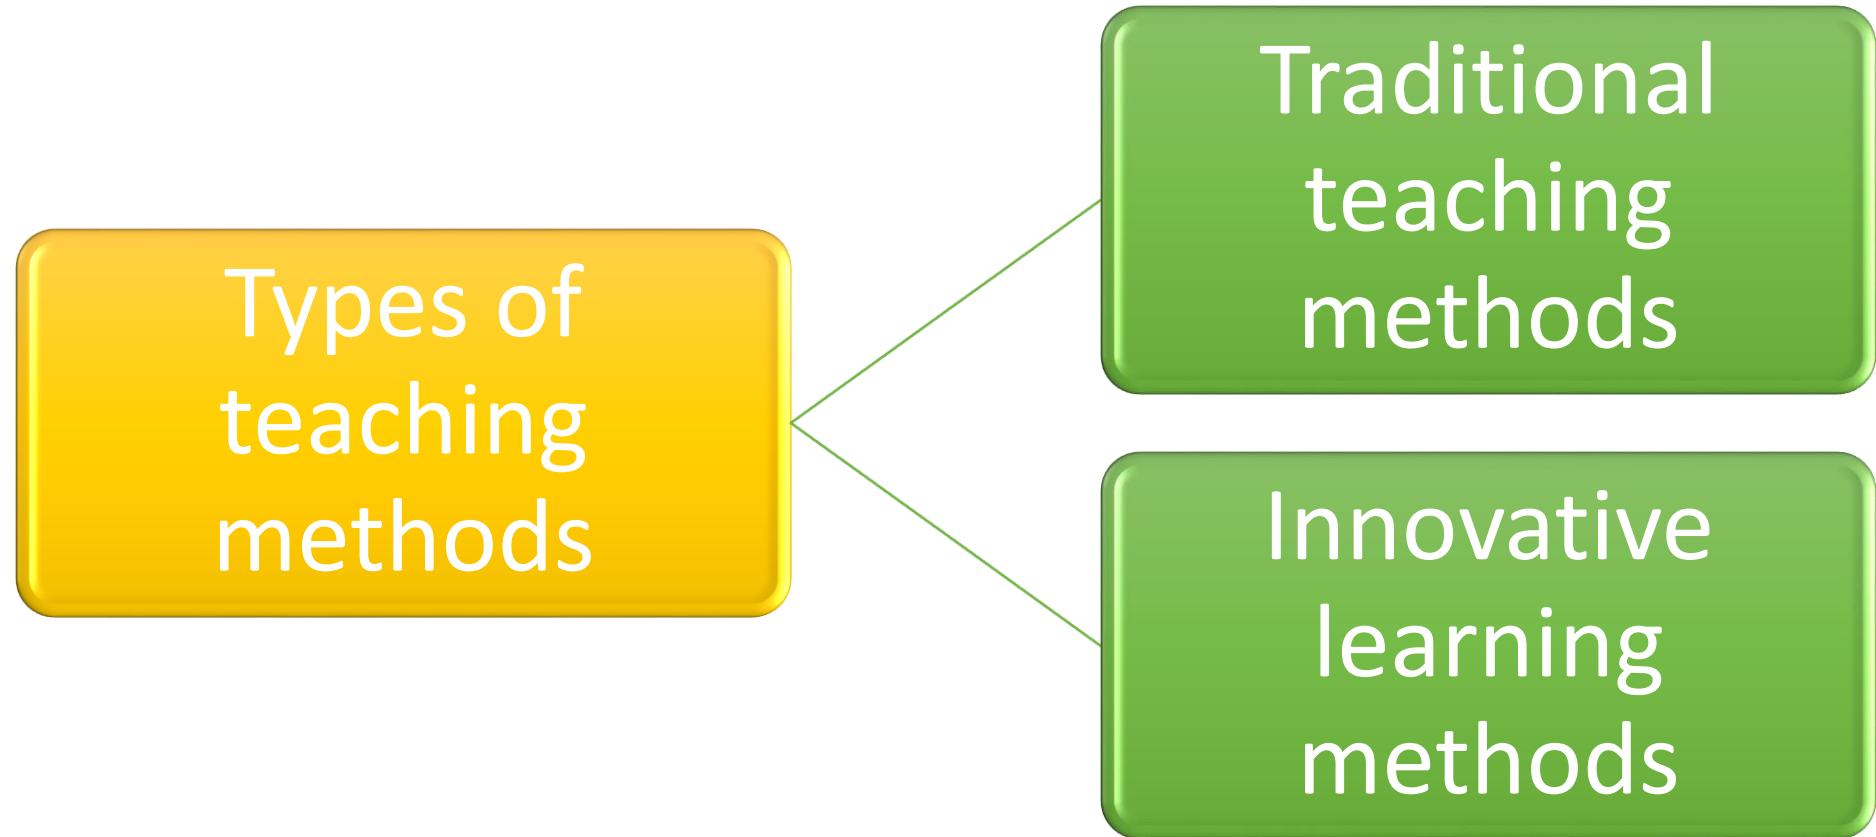 Types of
teaching
methods
Traditional
teaching
methods
Innovative
learning
methods